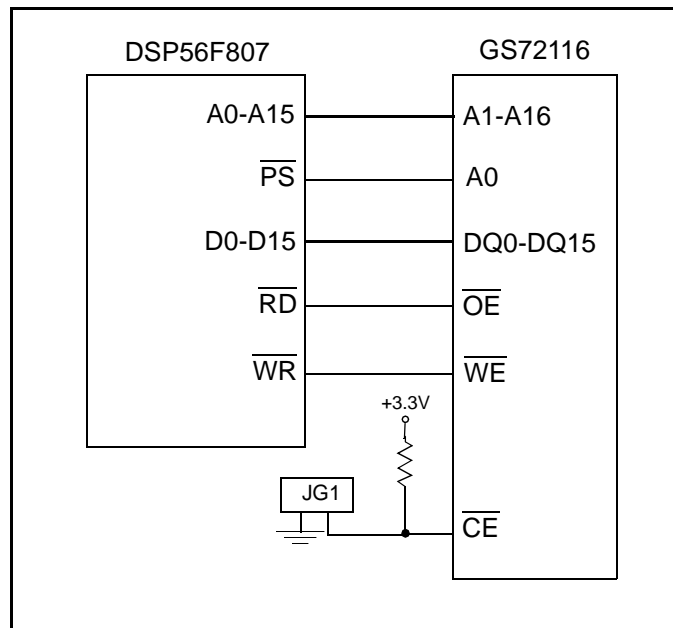 DSP56F807
GS72116
A0-A15
A1-A16
PS
A0
D0-D15
DQ0-DQ15
RD
OE
WR
WE
+3.3V
JG1
CE